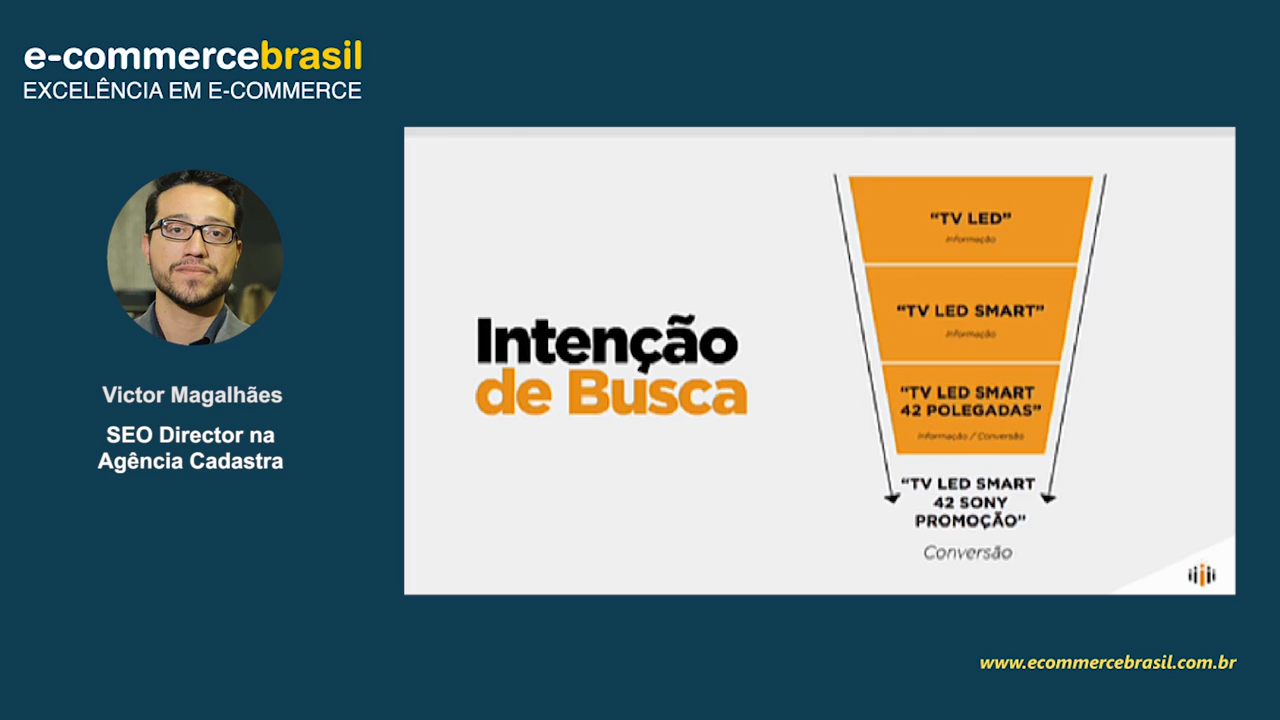 e-commercebrasil
EXCELÊNCIA EM E-COMMERCE
Victor Magalhães
SEO Director na
Agência Cadastra
Intenção
de Busca
“TV LED”
Informação
“TV LED SMART”
Informação
“TV LED SMART
42 POLEGADAS”
Informação / Conversão
“TV LED SMART
42 SONY
PROMOÇÃO”
Conversão
www.ecommercebrasil.com.br